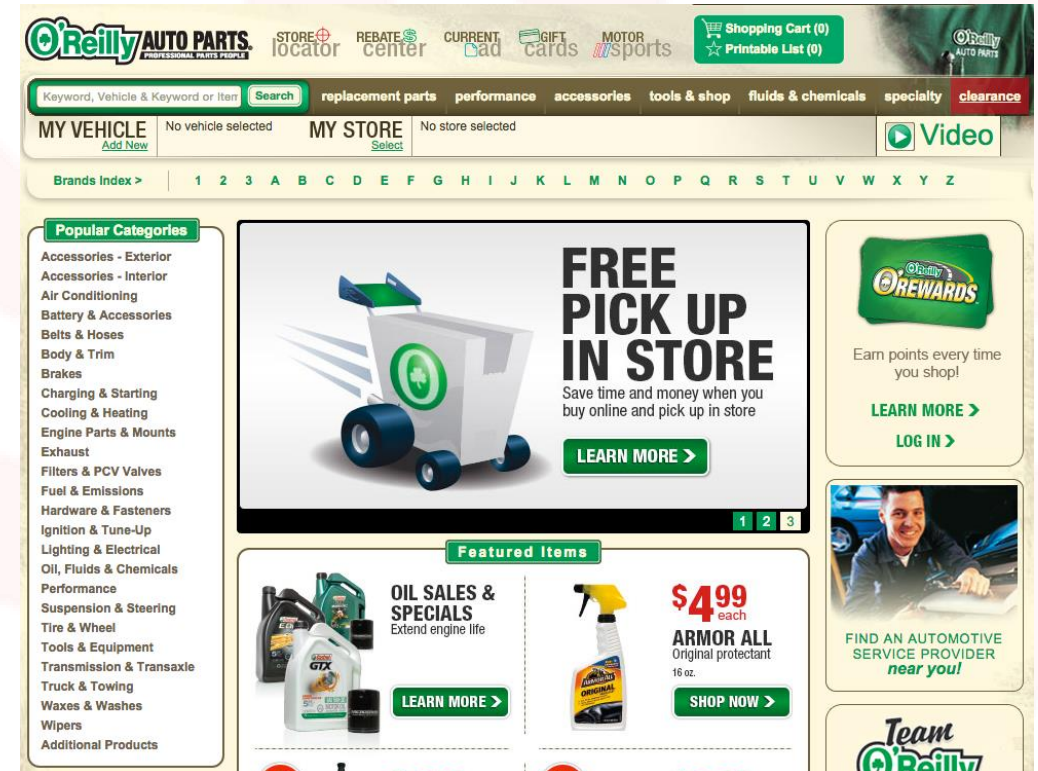 O'Reilly AUTO PARTS.
PROFESSIONAL PARTS PEOPLE
STORE locator
REBATE center
CURRENT ad
GIFT cards
MOTOR sports
Shopping Cart (0)
Printable List (0)
O'Reilly
AUTO PARTS
Keyword, Vehicle & Keyword or Item
Search
replacement parts performance accessories tools & shop fluids & chemicals specialty clearance
MY VEHICLE
Add New
No vehicle selected
MY STORE
Select
No store selected
Video
Brands Index > 1 2 3 A B C D E F G H I J K L M N O P Q R S T U V W X Y Z
Popular Categories
Accessories - Exterior
Accessories - Interior
Air Conditioning
Battery & Accessories
Belts & Hoses
Body & Trim
Brakes
Charging & Starting
Cooling & Heating
Engine Parts & Mounts
Exhaust
Filters & PCV Valves
Fuel & Emissions
Hardware & Fasteners
Ignition & Tune-Up
Lighting & Electrical
Oil, Fluids & Chemicals
Performance
Suspension & Steering
Tire & Wheel
Tools & Equipment
Transmission & Transaxle
Truck & Towing
Waxes & Washes
Wipers
Additional Products
FREE
PICK UP
IN STORE
Save time and money when you
buy online and pick up in store
LEARN MORE >
1 2 3
Featured Items
OIL SALES &
SPECIALS
Extend engine life
LEARN MORE >
GTX
$4.99
each
ARMOR ALL
Original protectant
16 oz.
SHOP NOW >
ORIGINAL
O'Reilly
O'REWARDS
Earn points every time
you shop!
LEARN MORE >
LOG IN >
FIND AN AUTOMOTIVE
SERVICE PROVIDER
near you!
Team
O'Reilly